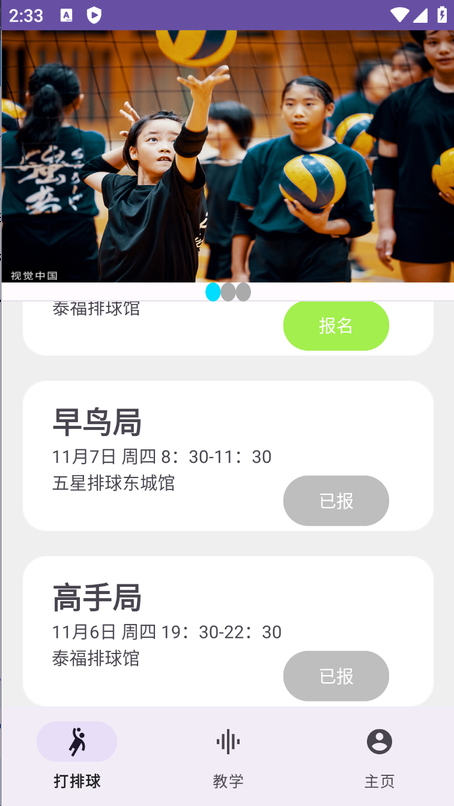 2:33
视觉中国
泰福排球馆
报名
早鸟局
11月7日 周四 8：30-11：30
五星排球东城馆
已报
高手局
11月6日 周四 19：30-22：30
泰福排球馆
已报
打排球
教学
主页